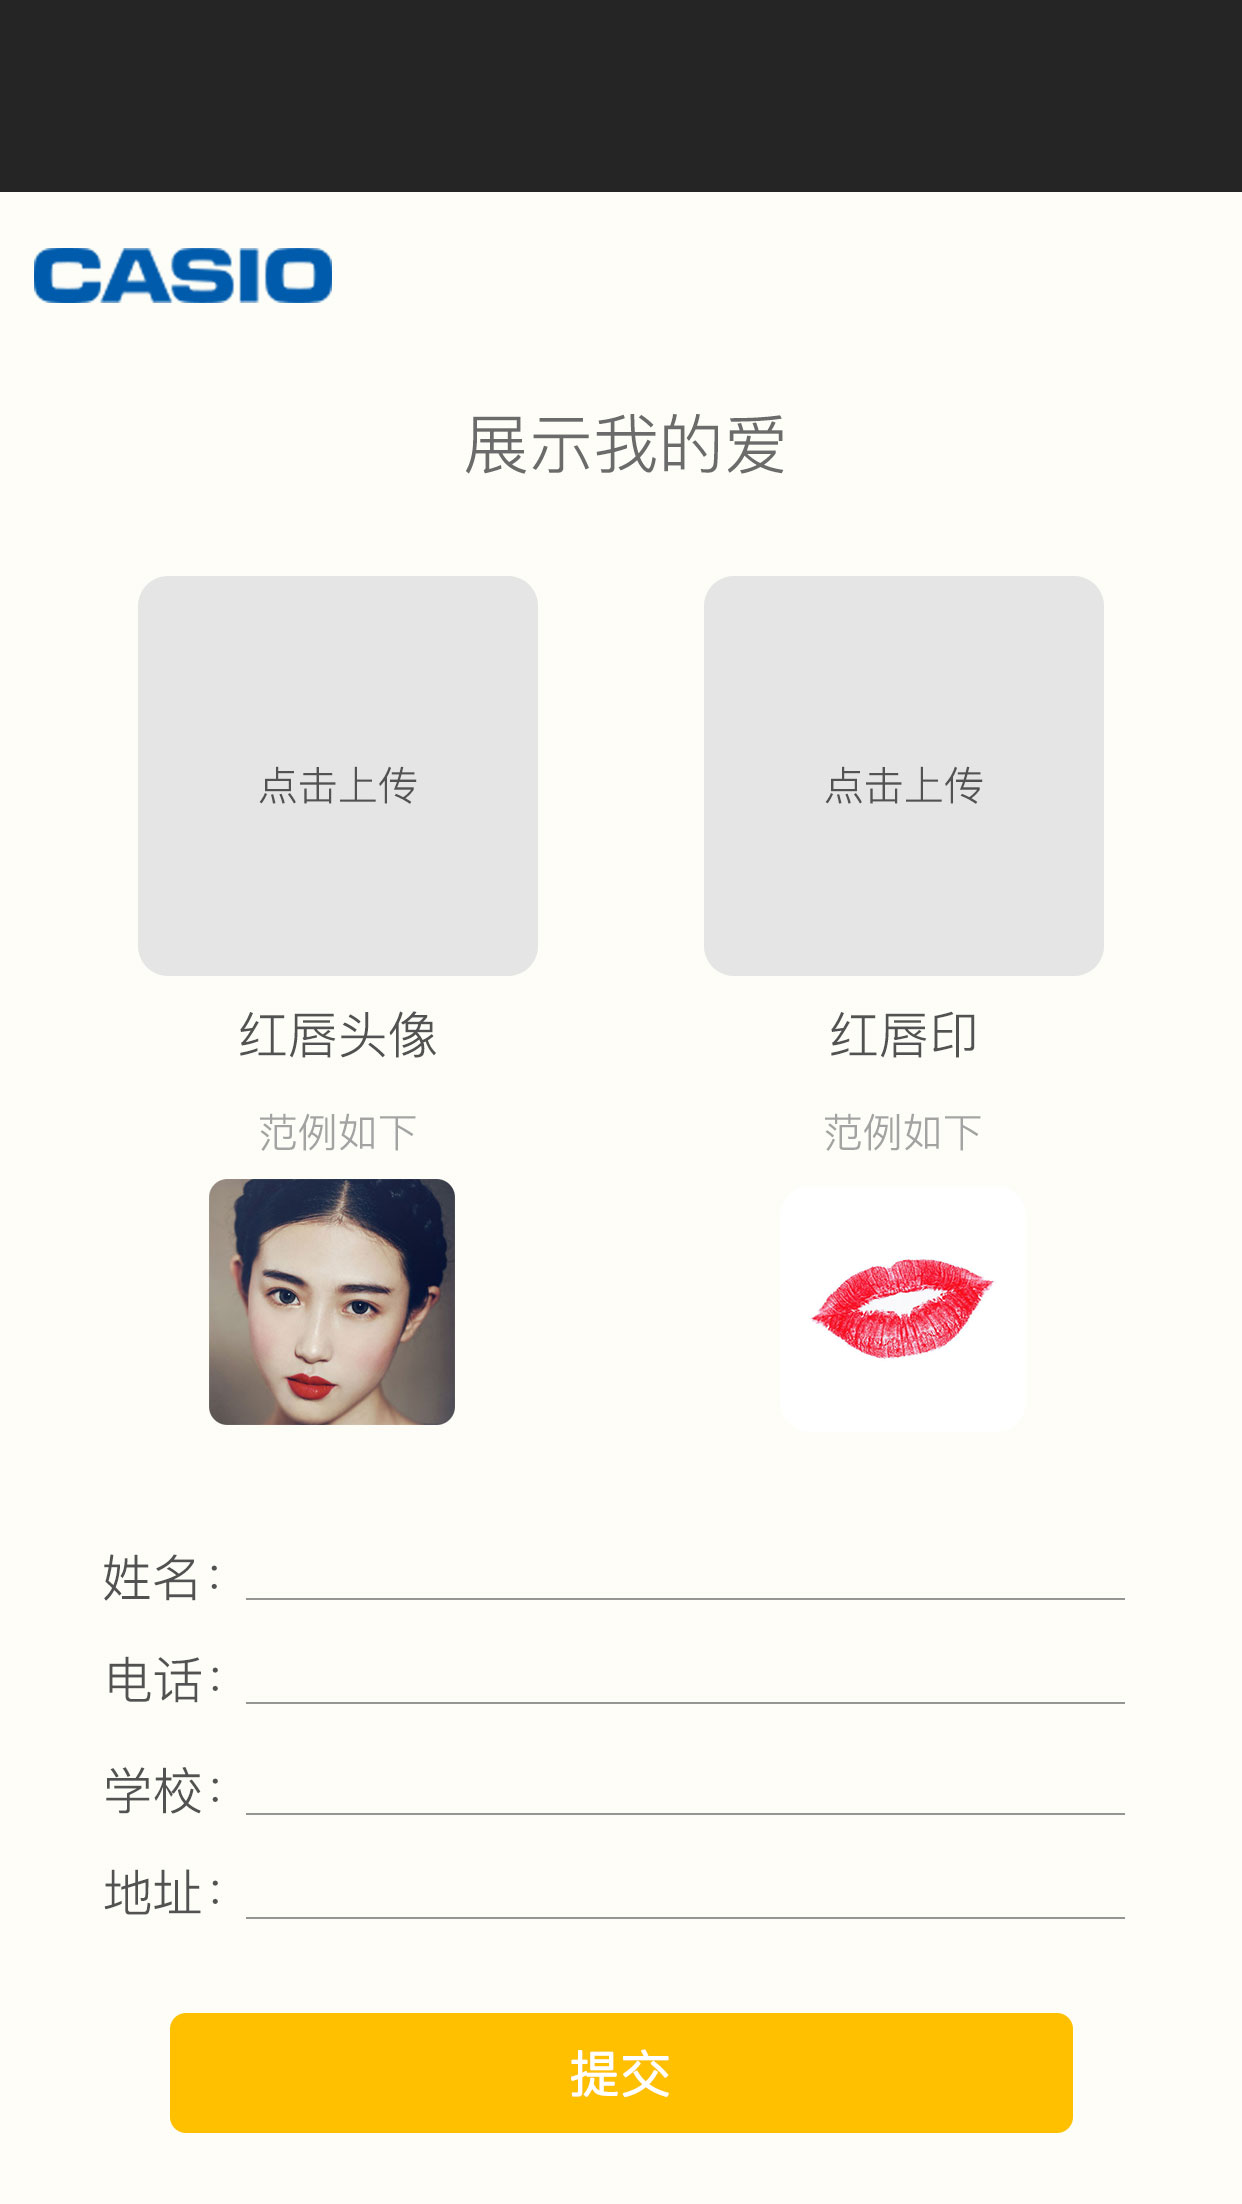 CASIO
展示我的爱
点击上传
点击上传
红唇头像
红唇印
范例如下
范例如下
姓名：
电话：
学校：
地址：
提交